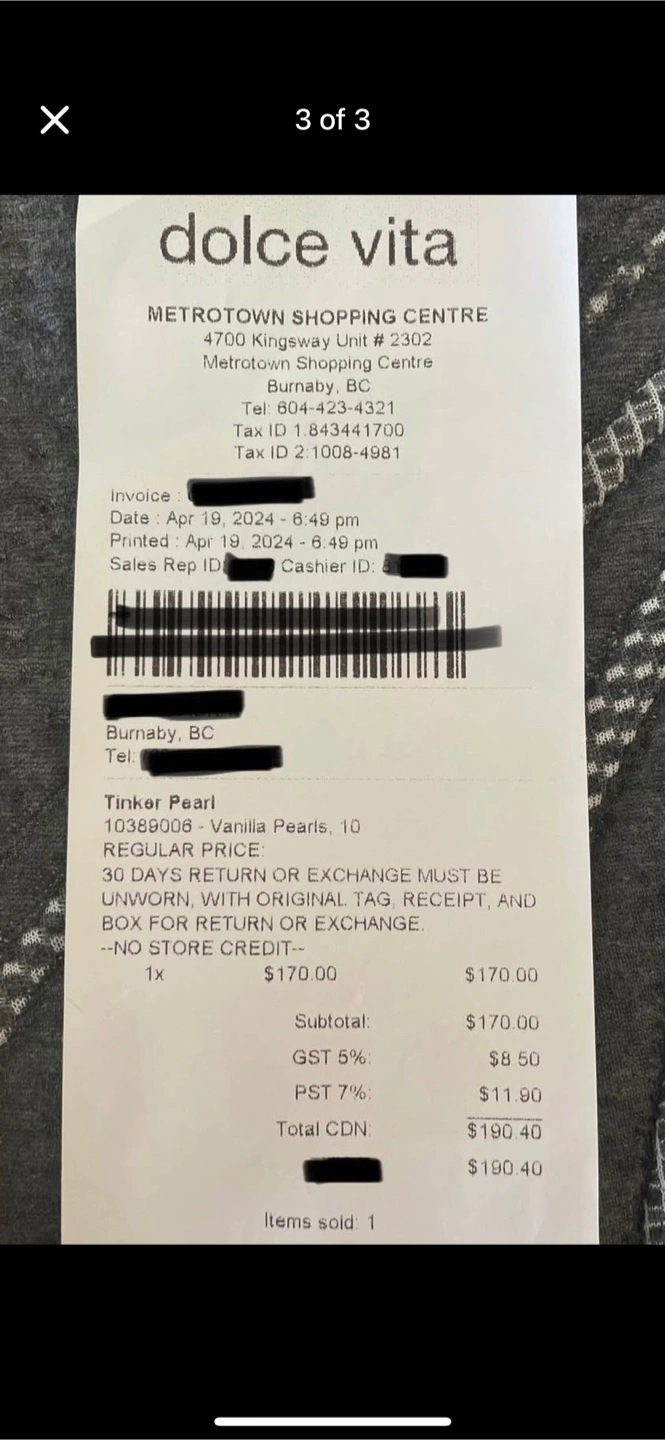 3 of 3
dolce vita
METROTOWN SHOPPING CENTRE
4700 Kingsway Unit # 2302
Metrotown Shopping Centre
Burnaby, BC
Tel: 604-423-4321
Tax ID 1:843441700
Tax ID 2:1008-4981
Invoice :
Date : Apr 19, 2024 - 6:49 pm
Printed : Apr 19, 2024 - 6:49 pm
Sales Rep ID: Cashier ID:
Burnaby, BC
Tel:
Tinker Pearl
10389006 - Vanilla Pearls, 10
REGULAR PRICE:
30 DAYS RETURN OR EXCHANGE MUST BE
UNWORN, WITH ORIGINAL TAG, RECEIPT, AND
BOX FOR RETURN OR EXCHANGE.
--NO STORE CREDIT--
1x $170.00 $170.00
Subtotal: $170.00
GST 5%: $8.50
PST 7%: $11.90
Total CDN: $190.40
$190.40
Items sold: 1